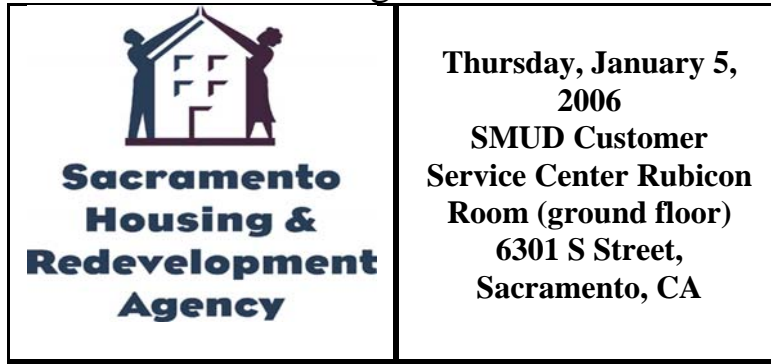 Sacramento
Housing &
Redevelopment
Agency
Thursday, January 5,
2006
SMUD Customer
Service Center Rubicon
Room (ground floor)
6301 S Street,
Sacramento, CA